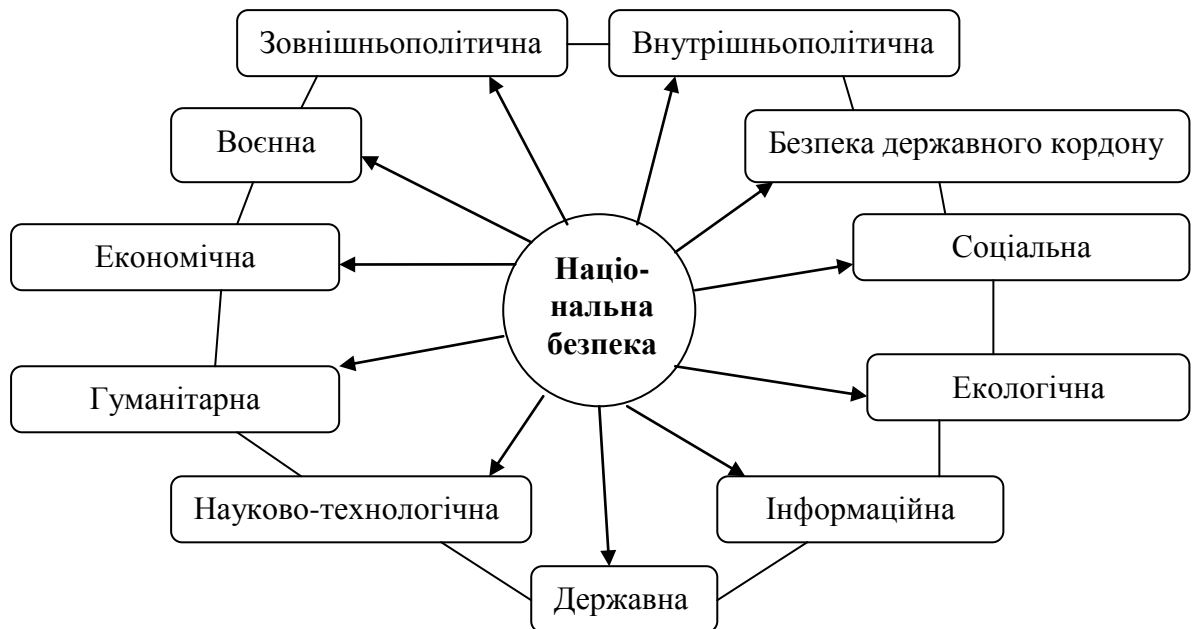 Зовнішньополітична
Внутрішньополітична
Воєнна
Безпека державного кордону
Економічна
Соціальна
Націо-
нальна
безпека
Гуманітарна
Екологічна
Науково-технологічна
Інформаційна
Державна